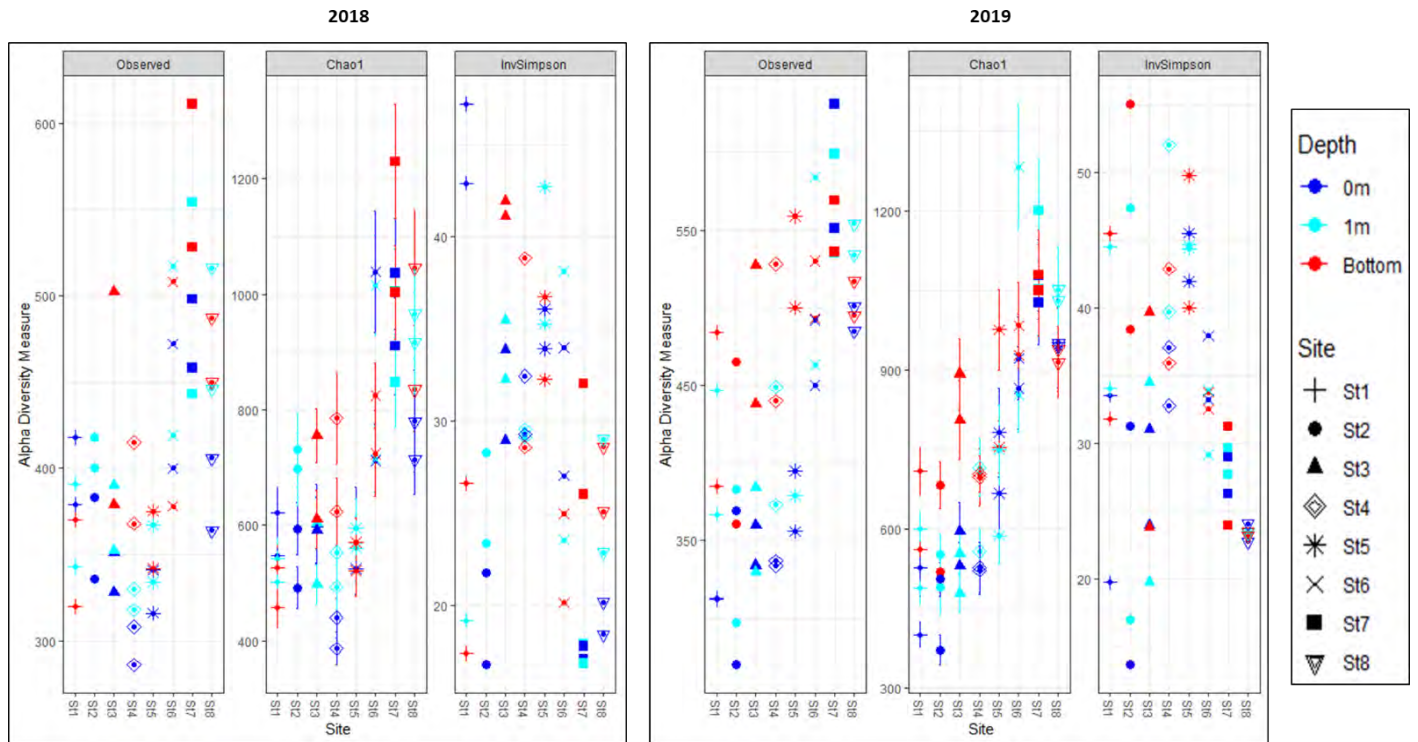 2018
2019
Observed
Chao1
InvSimpson
Observed
Chao1
InvSimpson
Alpha Diversity Measure
600
500
400
300
1200
1000
800
600
400
40
30
20
Alpha Diversity Measure
550
450
350
1200
900
600
300
50
40
30
20
St1 St2 St3 St4 St5 St6 St7 St8
St1 St2 St3 St4 St5 St6 St7 St8
St1 St2 St3 St4 St5 St6 St7 St8
Site
St1 St2 St3 St4 St5 St6 St7 St8
St1 St2 St3 St4 St5 St6 St7 St8
St1 St2 St3 St4 St5 St6 St7 St8
Site
Depth
0m
1m
Bottom
Site
St1
St2
St3
St4
St5
St6
St7
St8